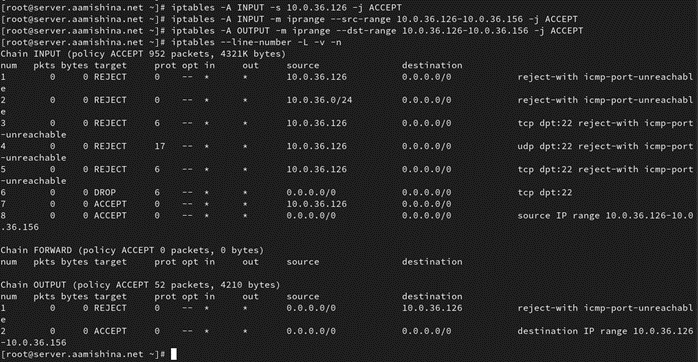 [root@server.aamishina.net ~]# iptables -A INPUT -s 10.0.36.126 -j ACCEPT
[root@server.aamishina.net ~]# iptables -A INPUT -m iprange --src-range 10.0.36.126-10.0.36.156 -j ACCEPT
[root@server.aamishina.net ~]# iptables -A OUTPUT -m iprange --dst-range 10.0.36.126-10.0.36.156 -j ACCEPT
[root@server.aamishina.net ~]# iptables --line-number -L -v -n
Chain INPUT (policy ACCEPT 952 packets, 4321K bytes)
num pkts bytes target prot opt in out source destination
1 0 0 REJECT 0 -- * * 10.0.36.126 0.0.0.0/0 reject-with icmp-port-unreachabl
e
2 0 0 REJECT 0 -- * * 10.0.36.0/24 0.0.0.0/0 reject-with icmp-port-unreachabl
e
3 0 0 REJECT 6 -- * * 10.0.36.126 0.0.0.0/0 tcp dpt:22 reject-with icmp-port
-unreachable
4 0 0 REJECT 17 -- * * 10.0.36.126 0.0.0.0/0 udp dpt:22 reject-with icmp-port
-unreachable
5 0 0 REJECT 6 -- * * 10.0.36.126 0.0.0.0/0 tcp dpt:22 reject-with icmp-port
-unreachable
6 0 0 DROP 6 -- * * 0.0.0.0/0 0.0.0.0/0 tcp dpt:22
7 0 0 ACCEPT 0 -- * * 10.0.36.126 0.0.0.0/0
8 0 0 ACCEPT 0 -- * * 0.0.0.0/0 0.0.0.0/0 source IP range 10.0.36.126-10.0
.36.156
Chain FORWARD (policy ACCEPT 0 packets, 0 bytes)
num pkts bytes target prot opt in out source destination
Chain OUTPUT (policy ACCEPT 52 packets, 4210 bytes)
num pkts bytes target prot opt in out source destination
1 0 0 REJECT 0 -- * * 0.0.0.0/0 10.0.36.126 reject-with icmp-port-unreachabl
e
2 0 0 ACCEPT 0 -- * * 0.0.0.0/0 0.0.0.0/0 destination IP range 10.0.36.126
-10.0.36.156
[root@server.aamishina.net ~]#